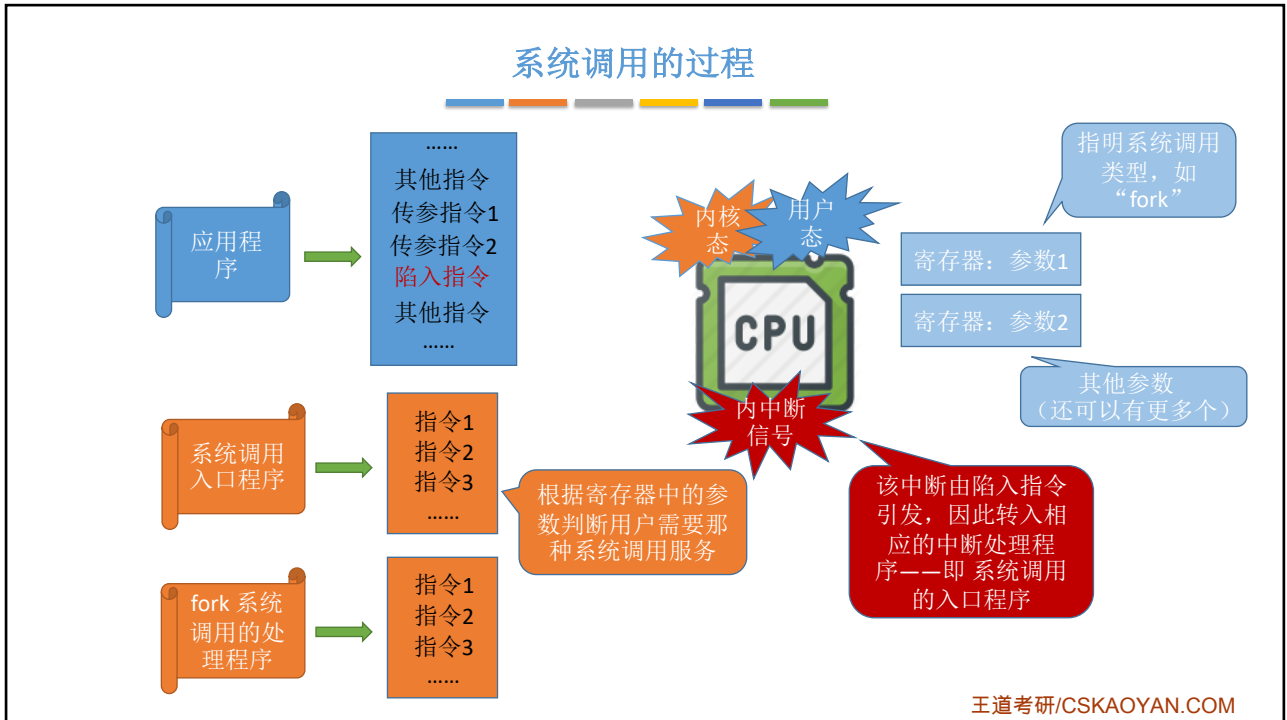 系统调用的过程
应用程
序
……
其他指令
传参指令1
传参指令2
陷入指令
其他指令
……
内核
态
用户
态
CPU
内中断
信号
指明系统调用
类型，如
“fork”
寄存器：参数1
寄存器：参数2
其他参数
（还可以有更多个）
系统调用
入口程序
指令1
指令2
指令3
……
根据寄存器中的参
数判断用户需要那
种系统调用服务
该中断由陷入指令
引发，因此转入相
应的中断处理程
序——即 系统调用
的入口程序
fork 系统
调用的处
理程序
指令1
指令2
指令3
……
王道考研/CSKAOYAN.COM